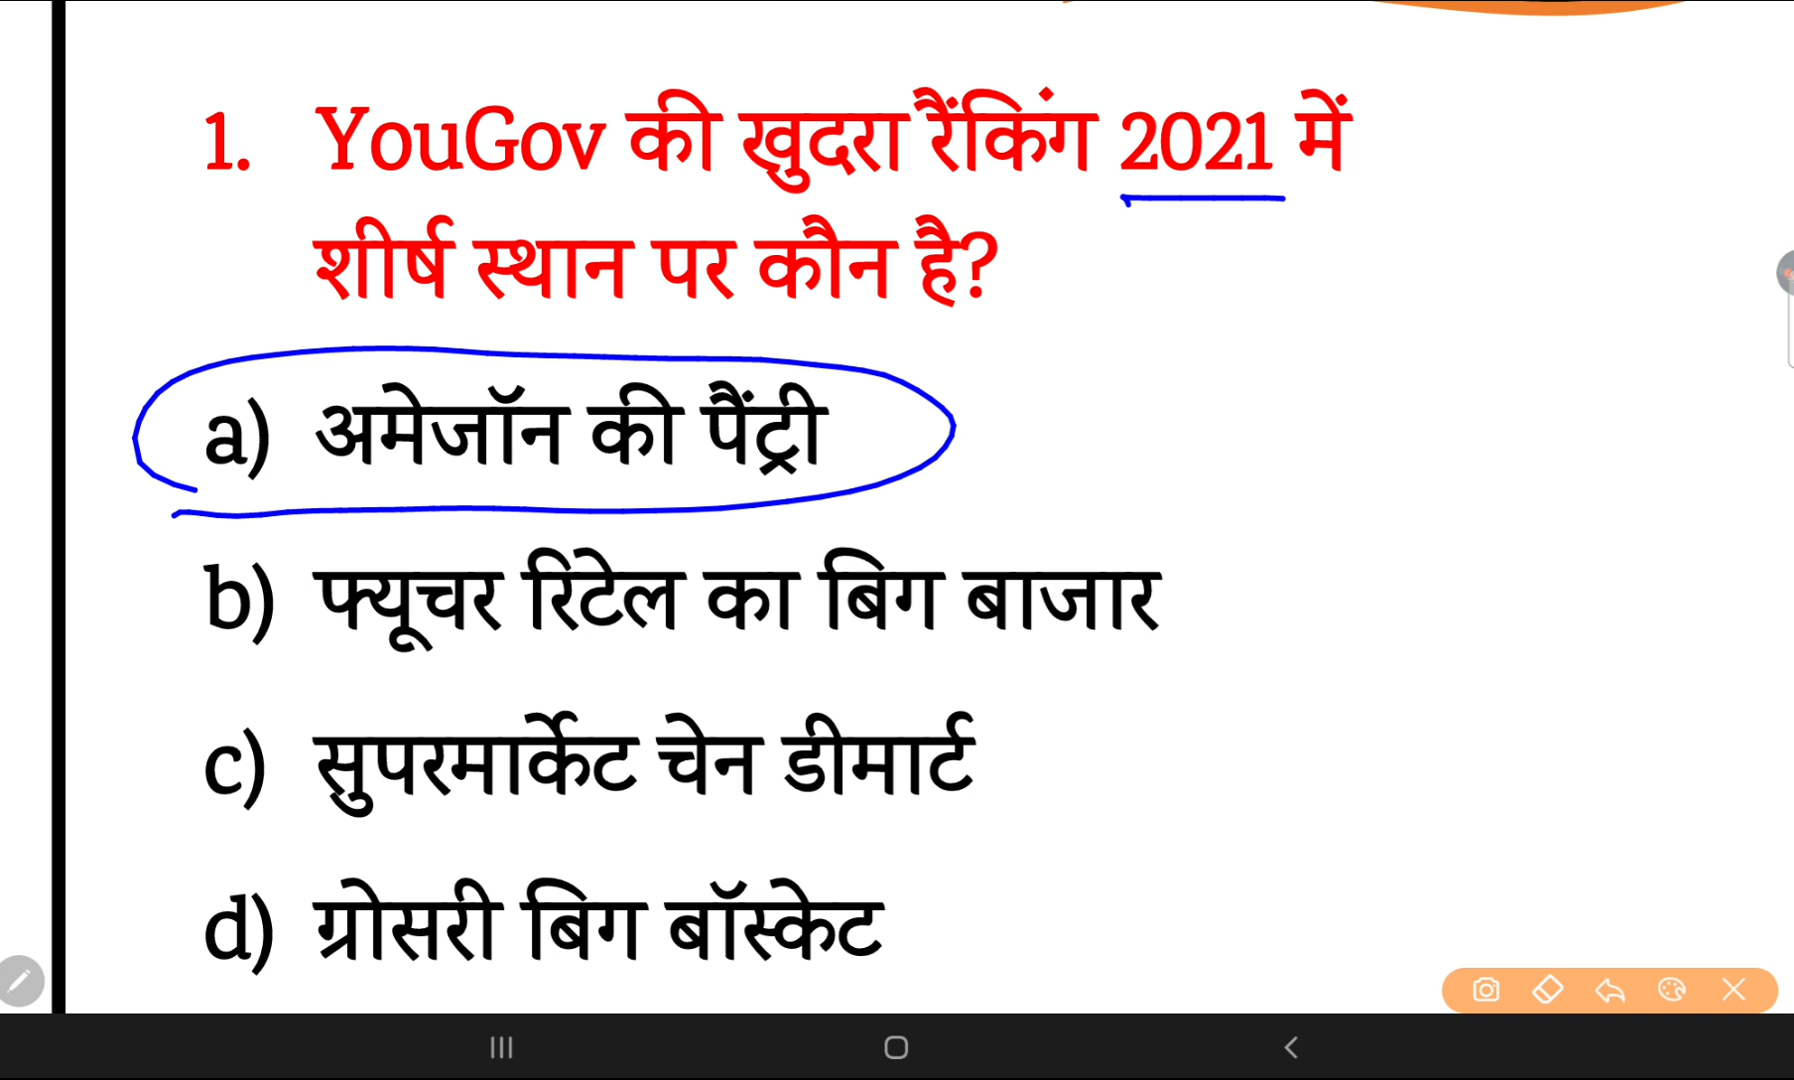 1. YouGov की खुदरा रैंकिंग 2021 में
शीर्ष स्थान पर कौन है?
a) अमेजॉन की पैंट्री
b) फ्यूचर रिटेल का बिग बाजार
c) सुपरमार्केट चेन डीमार्ट
d) ग्रोसरी बिग बॉस्केट